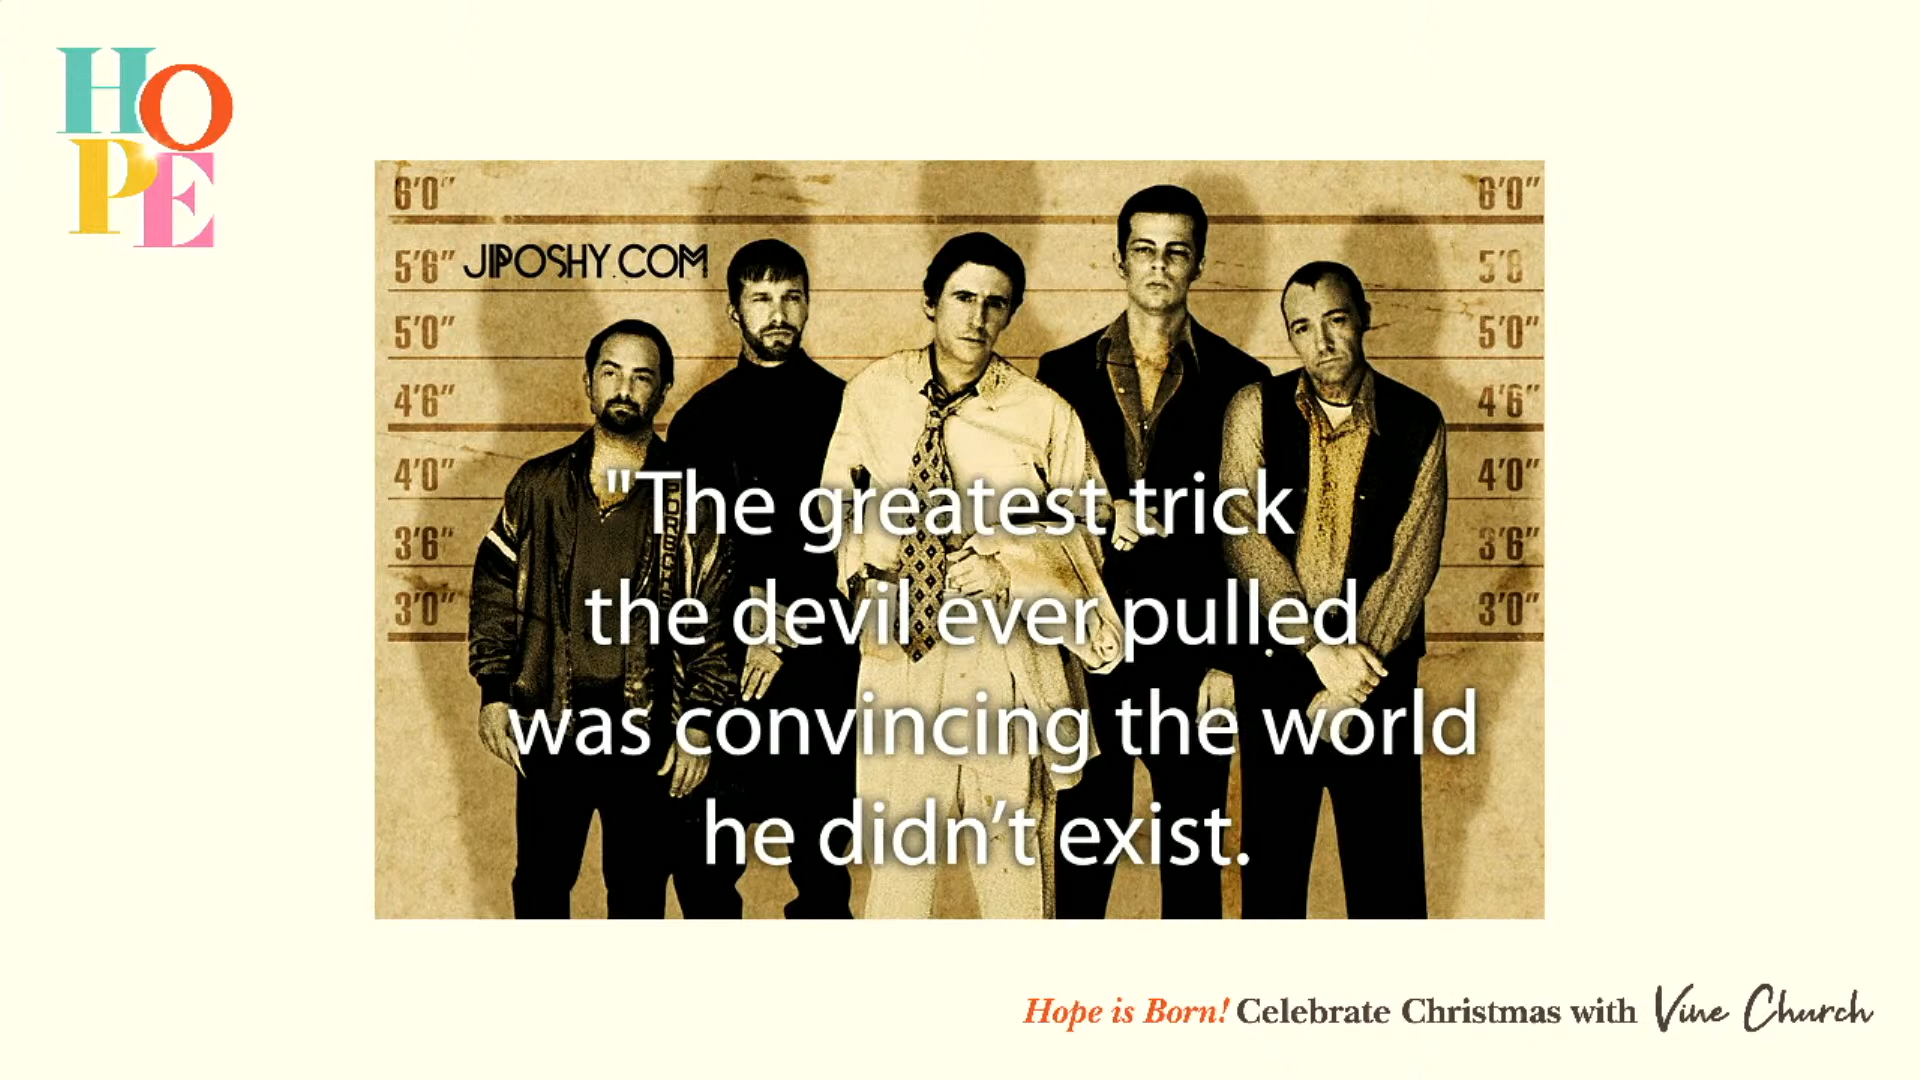 HOPE
6'0" 6'0"
5'6" JIPOSHY.COM 5'6
5'0" 5'0"
4'6" 4'6"
4'0" 4'0"
3'6" 3'6"
3'0" 3'0"
"The greatest trick
the devil ever pulled
was convincing the world
he didn’t exist.
Hope is Born! Celebrate Christmas with Vine Church